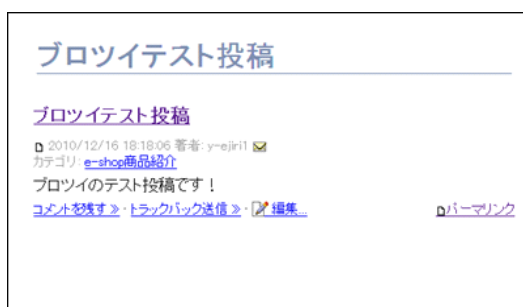 ブロツイテスト投稿
ブロツイテスト投稿
2010/12/16 18:18:06 著者: y-ejiri1
カテゴリ: e-shop商品紹介
ブロツイのテスト投稿です！
コメントを残す » · トラックバック送信 » · 編集... パーマリンク